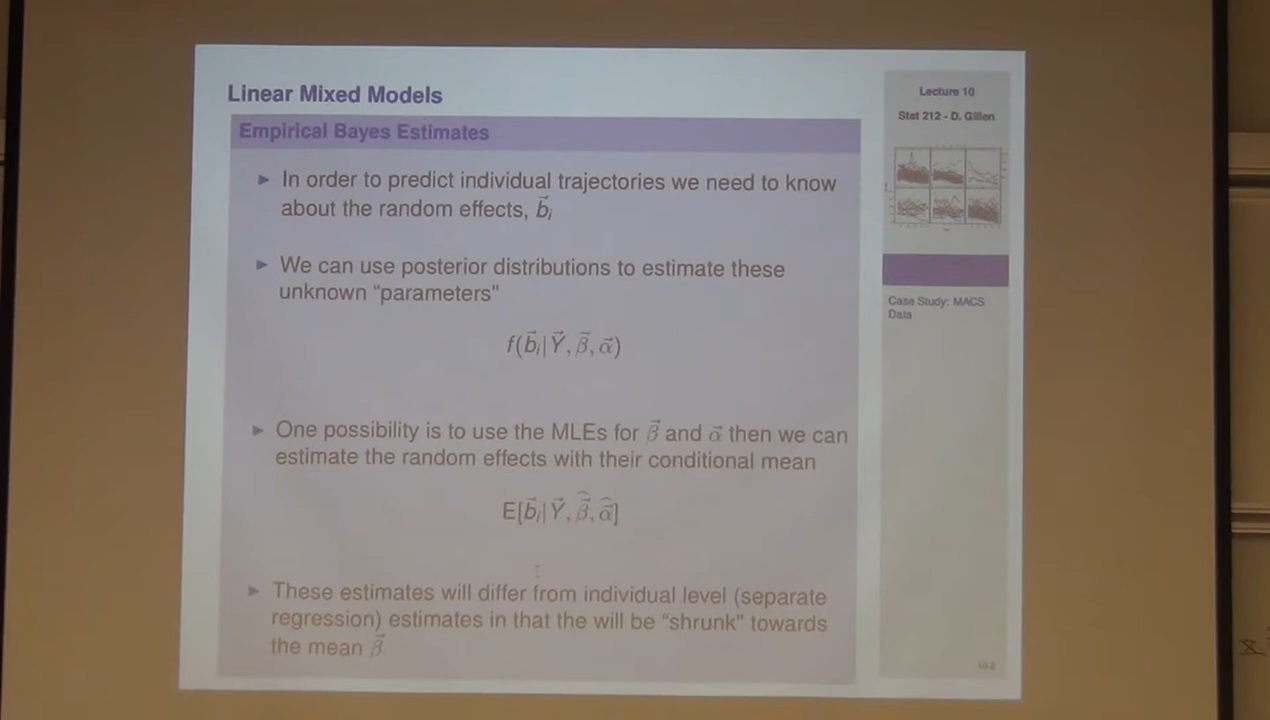 Linear Mixed Models
Empirical Bayes Estimates
► In order to predict individual trajectories we need to know
about the random effects, b⃗ᵢ
► We can use posterior distributions to estimate these
unknown "parameters"
f(b⃗ᵢ|Y⃗, β⃗, α⃗)
► One possibility is to use the MLEs for β⃗ and α⃗ then we can
estimate the random effects with their conditional mean
E[b⃗ᵢ|Y⃗, β⃗̂, α⃗̂]
► These estimates will differ from individual level (separate
regression) estimates in that the will be "shrunk" towards
the mean β⃗
Lecture 10
Stat 212 - D. Gillen
Case Study: MACS
Data
10.2